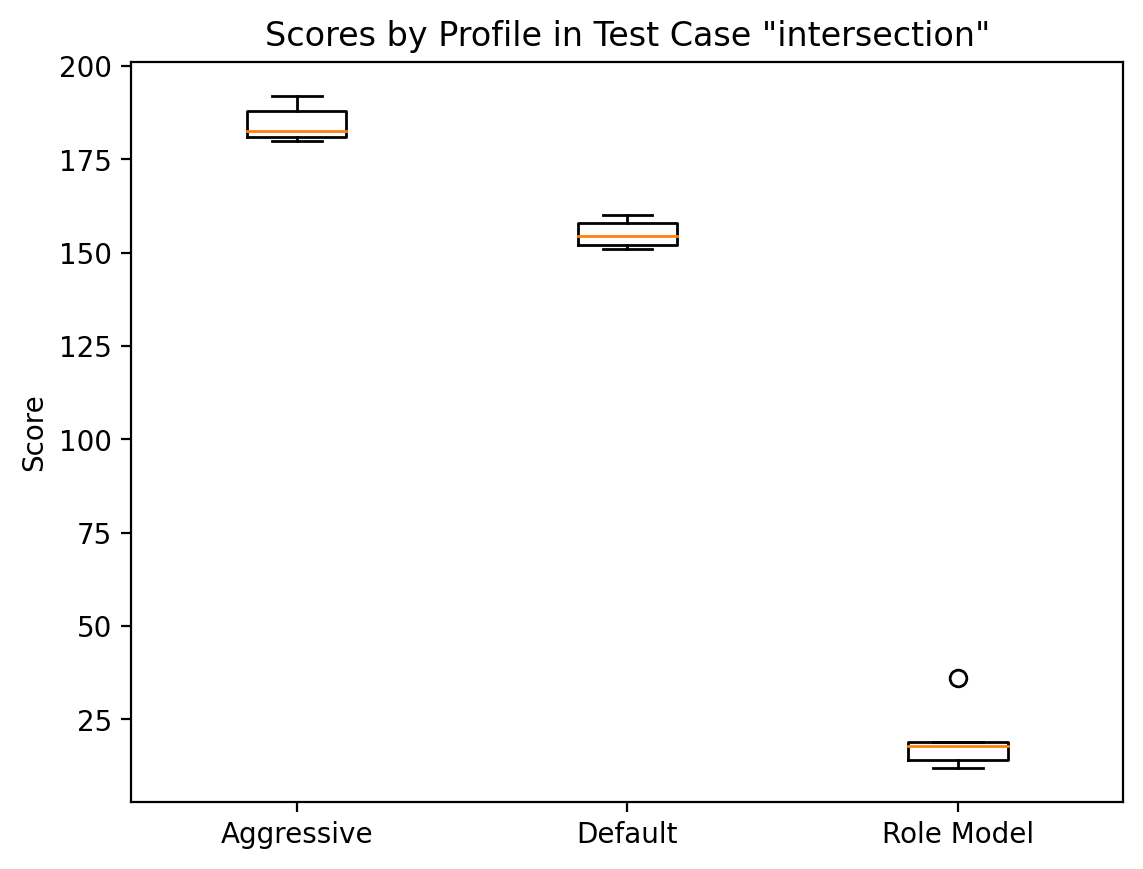 Scores by Profile in Test Case "intersection"
Score
200
175
150
125
100
75
50
25
Aggressive
Default
Role Model